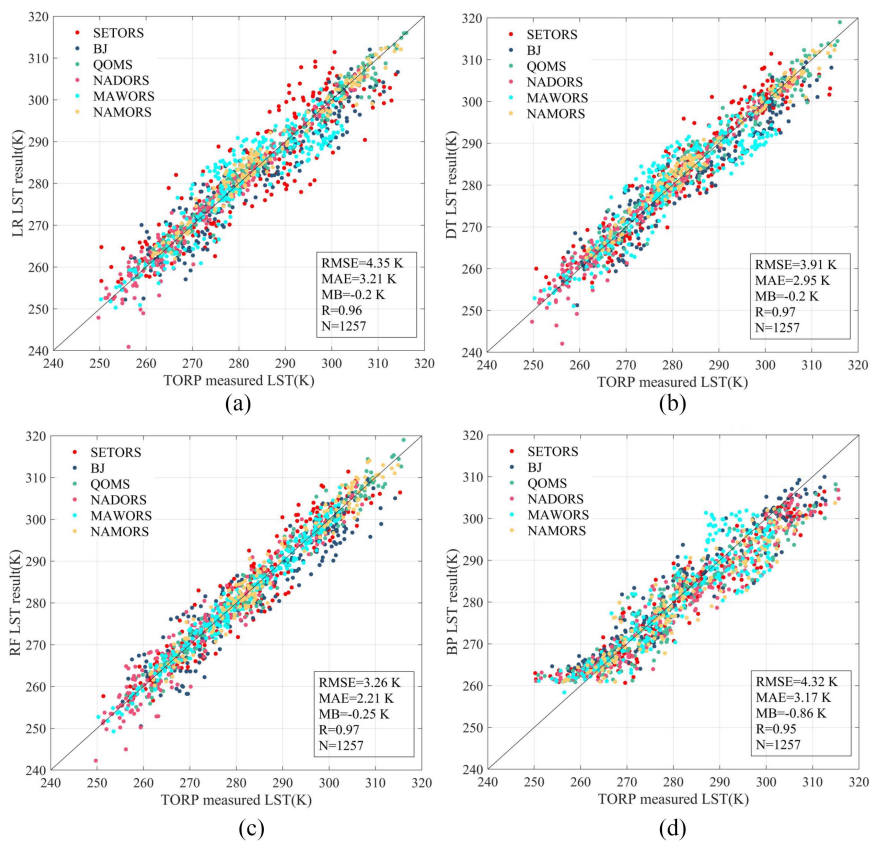 320
310
300
290
280
270
260
250
240
LR LST result(K)
SETORS
BJ
QOMS
NADORS
MAWORS
NAMORS
RMSE=4.35 K
MAE=3.21 K
MB=-0.2 K
R=0.96
N=1257
240 250 260 270 280 290 300 310 320
TORP measured LST(K)
(a)
320
310
300
290
280
270
260
250
240
DT LST result(K)
SETORS
BJ
QOMS
NADORS
MAWORS
NAMORS
RMSE=3.91 K
MAE=2.95 K
MB=-0.2 K
R=0.97
N=1257
240 250 260 270 280 290 300 310 320
TORP measured LST(K)
(b)
320
310
300
290
280
270
260
250
240
RF LST result(K)
SETORS
BJ
QOMS
NADORS
MAWORS
NAMORS
RMSE=3.26 K
MAE=2.21 K
MB=-0.25 K
R=0.97
N=1257
240 250 260 270 280 290 300 310 320
TORP measured LST(K)
(c)
320
310
300
290
280
270
260
250
240
BP LST result(K)
SETORS
BJ
QOMS
NADORS
MAWORS
NAMORS
RMSE=4.32 K
MAE=3.17 K
MB=-0.86 K
R=0.95
N=1257
240 250 260 270 280 290 300 310 320
TORP measured LST(K)
(d)